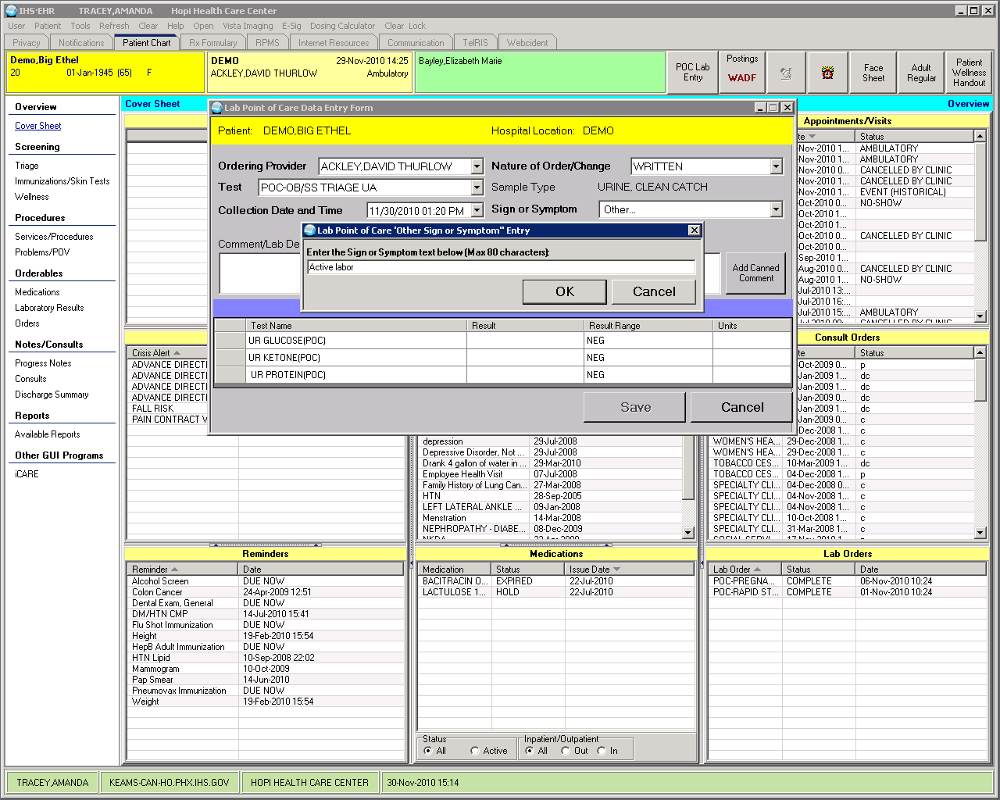 IHS-EHR TRACEY,AMANDA Hopi Health Care Center
User Patient Tools Refresh Clear Help Open Vista Imaging E-Sig Dosing Calculator Clear Lock
Privacy Notifications Patient Chart Rx Formulary RPMS Internet Resources Communication TelRIS Webcident
Demo,Big Ethel
20 01-Jan-1945 (65) F
DEMO 29-Nov-2010 14:25
ACKLEY,DAVID THURLOW Ambulatory
Bayley,Elizabeth Marie
POC Lab Entry
Postings
WADF
Face Sheet
Adult Regular
Patient Wellness Handout
Overview
Cover Sheet
Screening
Triage
Immunizations/Skin Tests
Wellness
Procedures
Services/Procedures
Problems/POV
Orderables
Medications
Laboratory Results
Orders
Notes/Consults
Progress Notes
Consults
Discharge Summary
Reports
Available Reports
Other GUI Programs
iCARE
Cover Sheet
Overview
Lab Point of Care Data Entry Form
Patient: DEMO,BIG ETHEL Hospital Location: DEMO
Ordering Provider ACKLEY,DAVID THURLOW Nature of Order/Change WRITTEN
Test POC-OB/SS TRIAGE UA Sample Type URINE, CLEAN CATCH
Collection Date and Time 11/30/2010 01:20 PM Sign or Symptom Other...
Comment/Lab De
Add Canned Comment
Lab Point of Care 'Other Sign or Symptom" Entry
Enter the Sign or Symptom text below (Max 80 characters):
Active labor
OK Cancel
Test Name Result Result Range Units
UR GLUCOSE(POC) NEG
UR KETONE(POC) NEG
UR PROTEIN(POC) NEG
Save Cancel
Appointments/Visits
te Status
-Nov-2010 1... AMBULATORY
-Nov-2010 1... AMBULATORY
-Nov-2010 1... CANCELLED BY CLINIC
-Nov-2010 1... CANCELLED BY CLINIC
-Nov-2010 1... EVENT (HISTORICAL)
-Oct-2010 0... NO-SHOW
-Oct-2010 1...
-Oct-2010 1...
-Oct-2010 0... CANCELLED BY CLINIC
-Oct-2010 0...
-Sep-2010 1...
-Aug-2010 0... CANCELLED BY CLINIC
-Aug-2010 1... NO-SHOW
-Jul-2010 13:...
-Jul-2010 16:...
-Jul-2010 15:... AMBULATORY
CANCELLED BY CLINIC
Crisis Alert
ADVANCE DIRECTI
ADVANCE DIRECTI
ADVANCE DIRECTI
ADVANCE DIRECTI
FALL RISK
PAIN CONTRACT V
depression 29-Jul-2008
Depressive Disorder, Not ... 29-Jul-2008
Drank 4 gallon of water in ... 29-Mar-2010
Employee Health Visit 07-Jul-2008
Family History of Lung Can... 27-Mar-2008
HTN 28-Sep-2005
LEFT LATERAL ANKLE ... 09-Jan-2008
Menstration 14-Mar-2008
NEPHROPATHY - DIABE... 08-Dec-2009
Consult Orders
te Status
-Oct-2009 0... p
-Jan-2009 0... dc
-Jan-2009 0... dc
-Jan-2009 0... dc
-Jan-2009 0... dc
-Jan-2009 0... c
-Dec-2008 1... c
WOMEN'S HEA... 29-Dec-2008 1... c
WOMEN'S HEA... 29-Dec-2008 1... c
TOBACCO CES... 10-Mar-2009 1... dc
TOBACCO CES... 04-Dec-2008 1... p
SPECIALTY CLI... 04-Dec-2008 0... c
SPECIALTY CLI... 04-Nov-2008 1... c
SPECIALTY CLI... 04-Nov-2008 1... c
SPECIALTY CLI... 10-Oct-2008 1... c
SPECIALTY CLI... 31-Mar-2008 1... c
Reminders
Reminder Date
Alcohol Screen DUE NOW
Colon Cancer 24-Apr-2009 12:51
Dental Exam, General DUE NOW
DM/HTN CMP 14-Jul-2010 15:41
Flu Shot Immunization DUE NOW
Height 19-Feb-2010 15:54
HepB Adult Immunization DUE NOW
HTN Lipid 10-Sep-2008 22:02
Mammogram 10-Oct-2009
Pap Smear 14-Jun-2010
Pneumovax Immunization DUE NOW
Weight 19-Feb-2010 15:54
Medications
Medication Status Issue Date
BACITRACIN O... EXPIRED 22-Jul-2010
LACTULOSE 1... HOLD 22-Jul-2010
Status
All Active
Inpatient/Outpatient
All Out In
Lab Orders
Lab Order Status Date
POC-PREGNA... COMPLETE 06-Nov-2010 10:24
POC-RAPID ST... COMPLETE 01-Nov-2010 10:24
TRACEY,AMANDA KEAMS-CAN-HO.PHX.IHS.GOV HOPI HEALTH CARE CENTER 30-Nov-2010 15:14